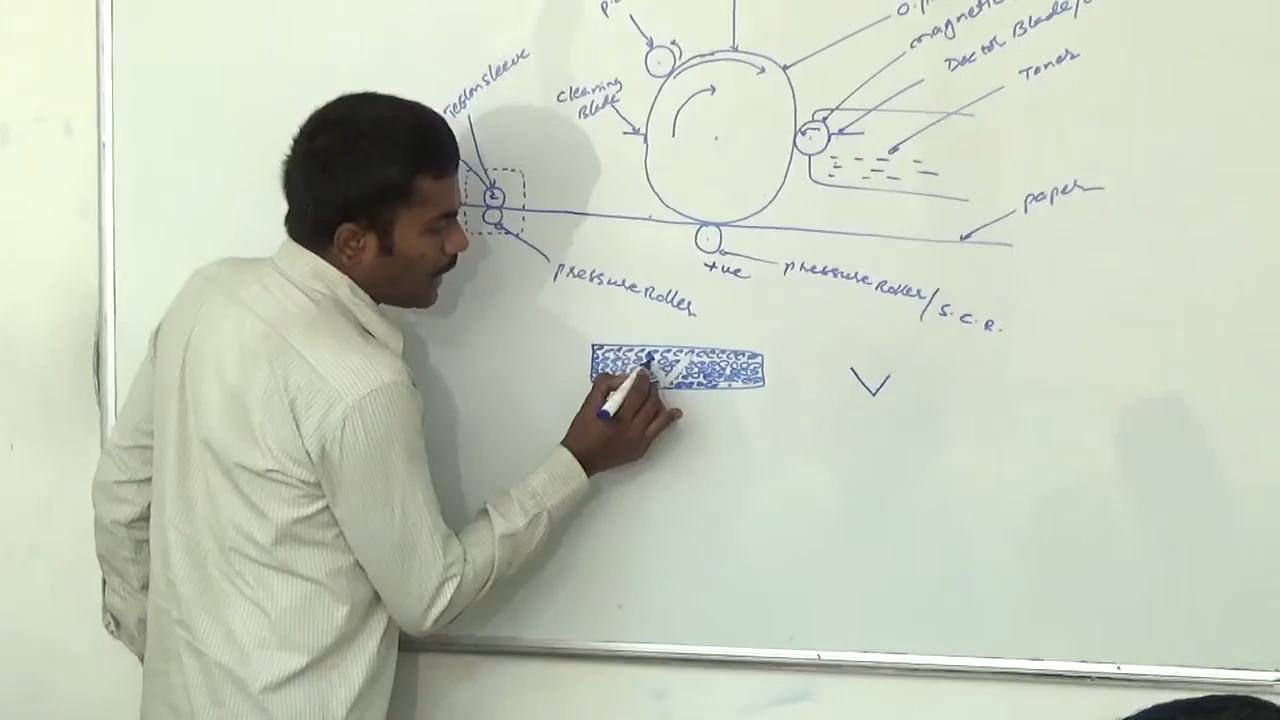 P.
O.P
magnetic
Doctor Blade/
Toner
Teflon sleeve
cleaning
Blade
paper
pressure Roller
+ve
pressure Roller/S.C.R.
V